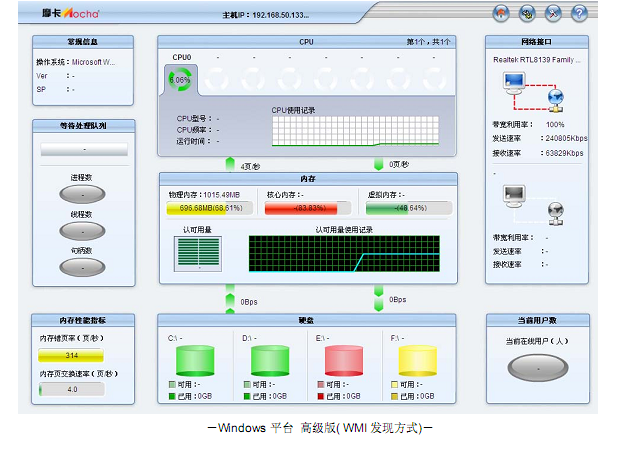 摩卡 Mocha
主机IP：192.168.50.133...
常规信息
操作系统：Microsoft W...
Ver ：-
SP ：-
等待处理队列
-
进程数
-
线程数
-
句柄数
-
CPU 第1个，共1个
CPU0 - - - - - - -
6.06%
CPU型号：-
CPU频率：-
运行时间：-
CPU使用记录
4页/秒 0页/秒
内存
物理内存：1015.49MB 核心内存：- 虚拟内存：-
696.68MB(68.61%) -(83.83%) -(48.64%)
认可用量 认可用量使用记录
-
0Bps 0Bps
网络接口
Realtek RTL8139 Family ...
带宽利用率： 100%
发送速率 ：240805Kbps
接收速率 ：63829Kbps
-
带宽利用率： -
发送速率 ：-
接收速率 ：-
内存性能指标
内存错页率（页/秒）
314
内存页交换速率（页/秒）
4.0
硬盘
C:\ - D:\ - E:\ - F:\ -
可用：- 可用：- 可用：- 可用：-
已用：0GB 已用：0GB 已用：0GB 已用：0GB
当前用户数
当前在线用户（人）
-
－Windows 平台 高级版( WMI 发现方式)－